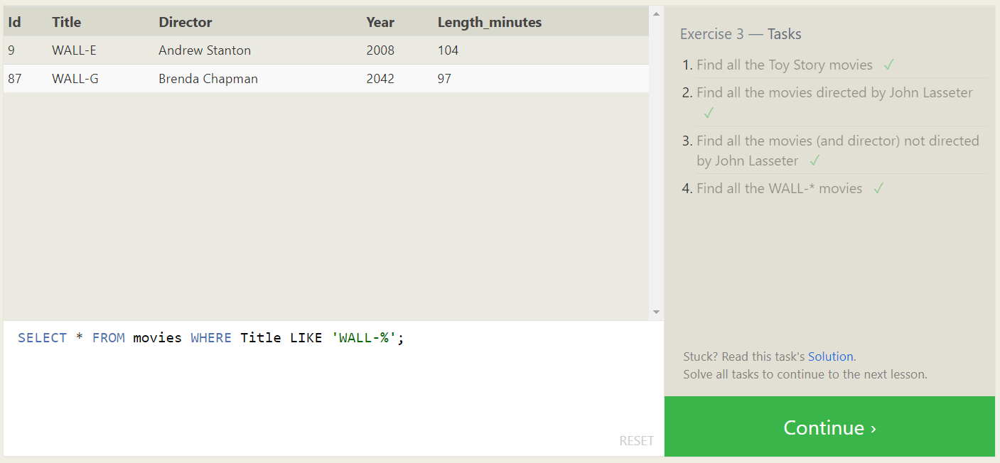 Id Title Director Year Length_minutes
9 WALL-E Andrew Stanton 2008 104
87 WALL-G Brenda Chapman 2042 97
SELECT * FROM movies WHERE Title LIKE 'WALL-%';
RESET
Exercise 3 — Tasks
1. Find all the Toy Story movies ✓
2. Find all the movies directed by John Lasseter
✓
3. Find all the movies (and director) not directed
by John Lasseter ✓
4. Find all the WALL-* movies ✓
Stuck? Read this task's Solution.
Solve all tasks to continue to the next lesson.
Continue ›